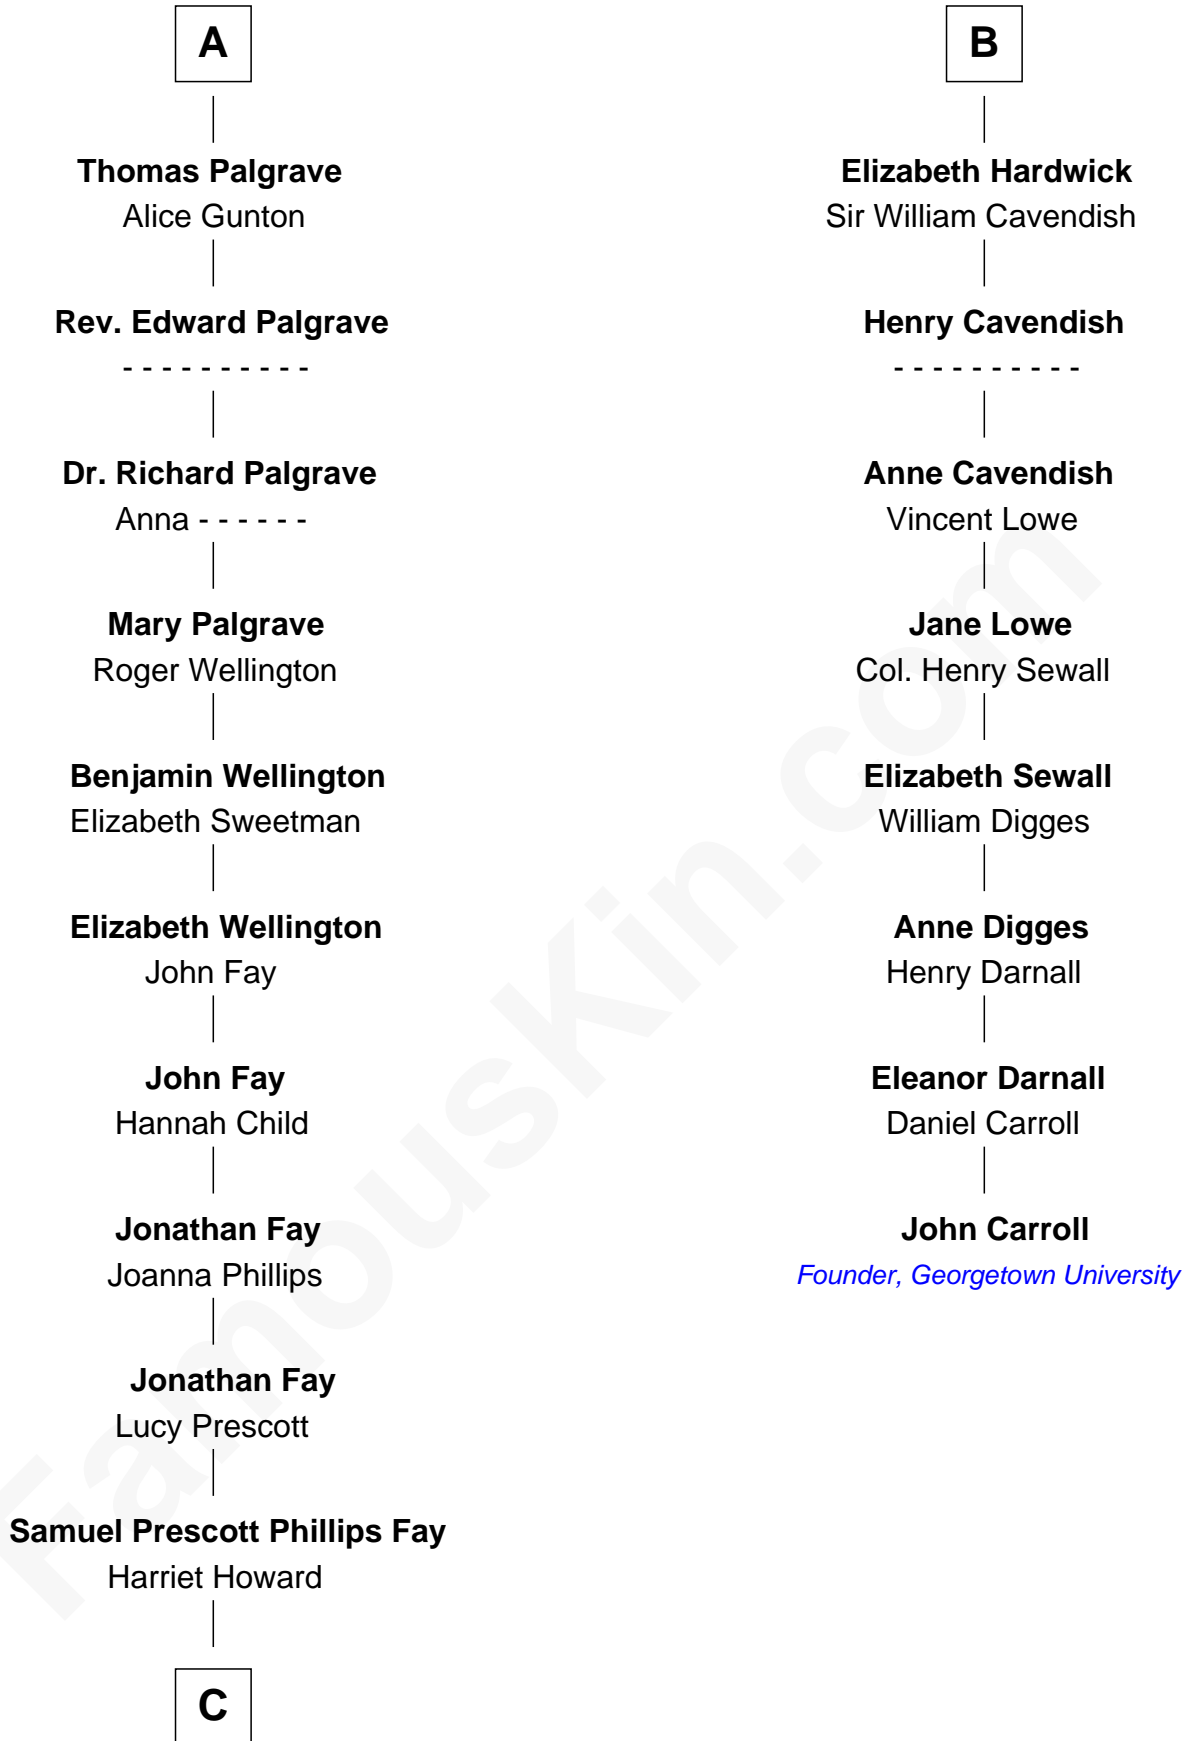 A
Thomas Palgrave
Alice Gunton
Rev. Edward Palgrave
- - - - - - - - - -
Dr. Richard Palgrave
Anna - - - - - -
Mary Palgrave
Roger Wellington
Benjamin Wellington
Elizabeth Sweetman
Elizabeth Wellington
John Fay
John Fay
Hannah Child
Jonathan Fay
Joanna Phillips
Jonathan Fay
Lucy Prescott
Samuel Prescott Phillips Fay
Harriet Howard
C
B
Elizabeth Hardwick
Sir William Cavendish
Henry Cavendish
- - - - - - - - - -
Anne Cavendish
Vincent Lowe
Jane Lowe
Col. Henry Sewall
Elizabeth Sewall
William Digges
Anne Digges
Henry Darnall
Eleanor Darnall
Daniel Carroll
John Carroll
Founder, Georgetown University
FamousKin.com